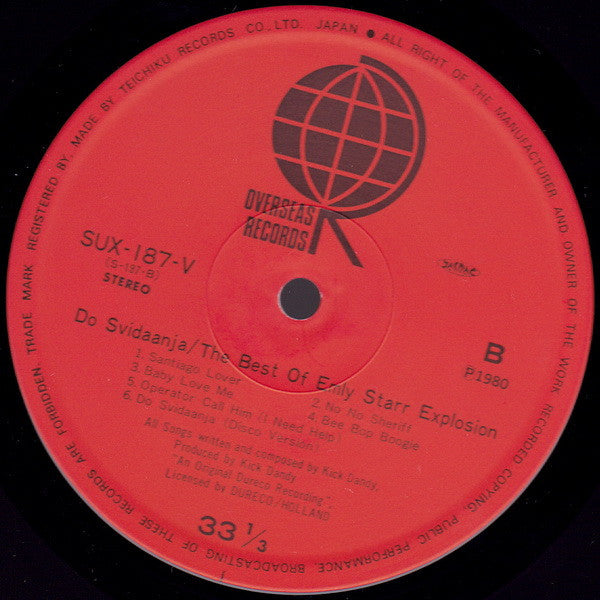 REGISTERED BY, MADE BY TEICHIKU RECORDS CO., LTD. JAPAN ● ALL RIGHT OF THE MANUFACTURER AND OWNER OF THE WORK RECORDED COPYING, PUBLIC PERFORMANCE, BROADCASTING OF THESE RECORDS ARE FORBIDDEN. TRADE MARK
OVERSEAS
RECORDS
SUX-187-V
(S-187-B)
STEREO
B
P1980
Do Svidaanja/The Best Of Emly Starr Explosion
1. Santiago Lover
2. No No Sheriff
3. Baby Love Me
4. Bee Bop Boogie
5. Operator Call Him (I Need Help)
6. Do Svidaanja (Disco Version)
All Songs written and composed by Kick Dandy,
Produced by Kick Dandy
"An Original Dureco Recording",
Licensed by DURECO/HOLLAND
33 1/3